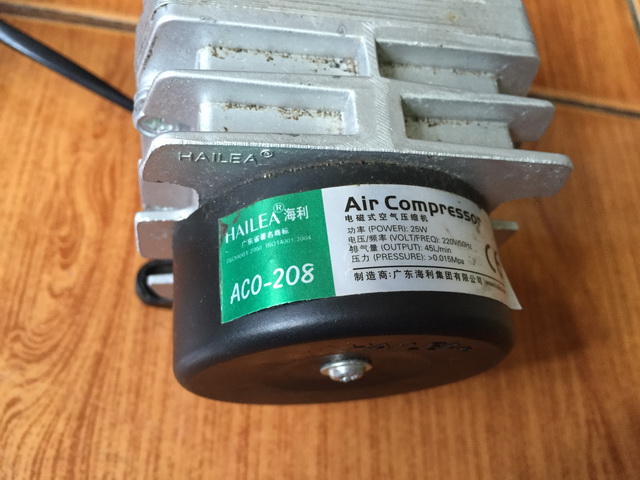 HAILEA®
HAILEA®海利
广东省著名商标
ISO9001:2000 ISO14001:2004
ACO-208
Air Compressor
电磁式空气压缩机
功率 (POWER): 25W
电压/频率 (VOLT/FREQ): 220V/50Hz
排气量 (OUTPUT): 45L/min
压力 (PRESSURE): >0.015Mpa
制造商:广东海利集团有限公司
CE